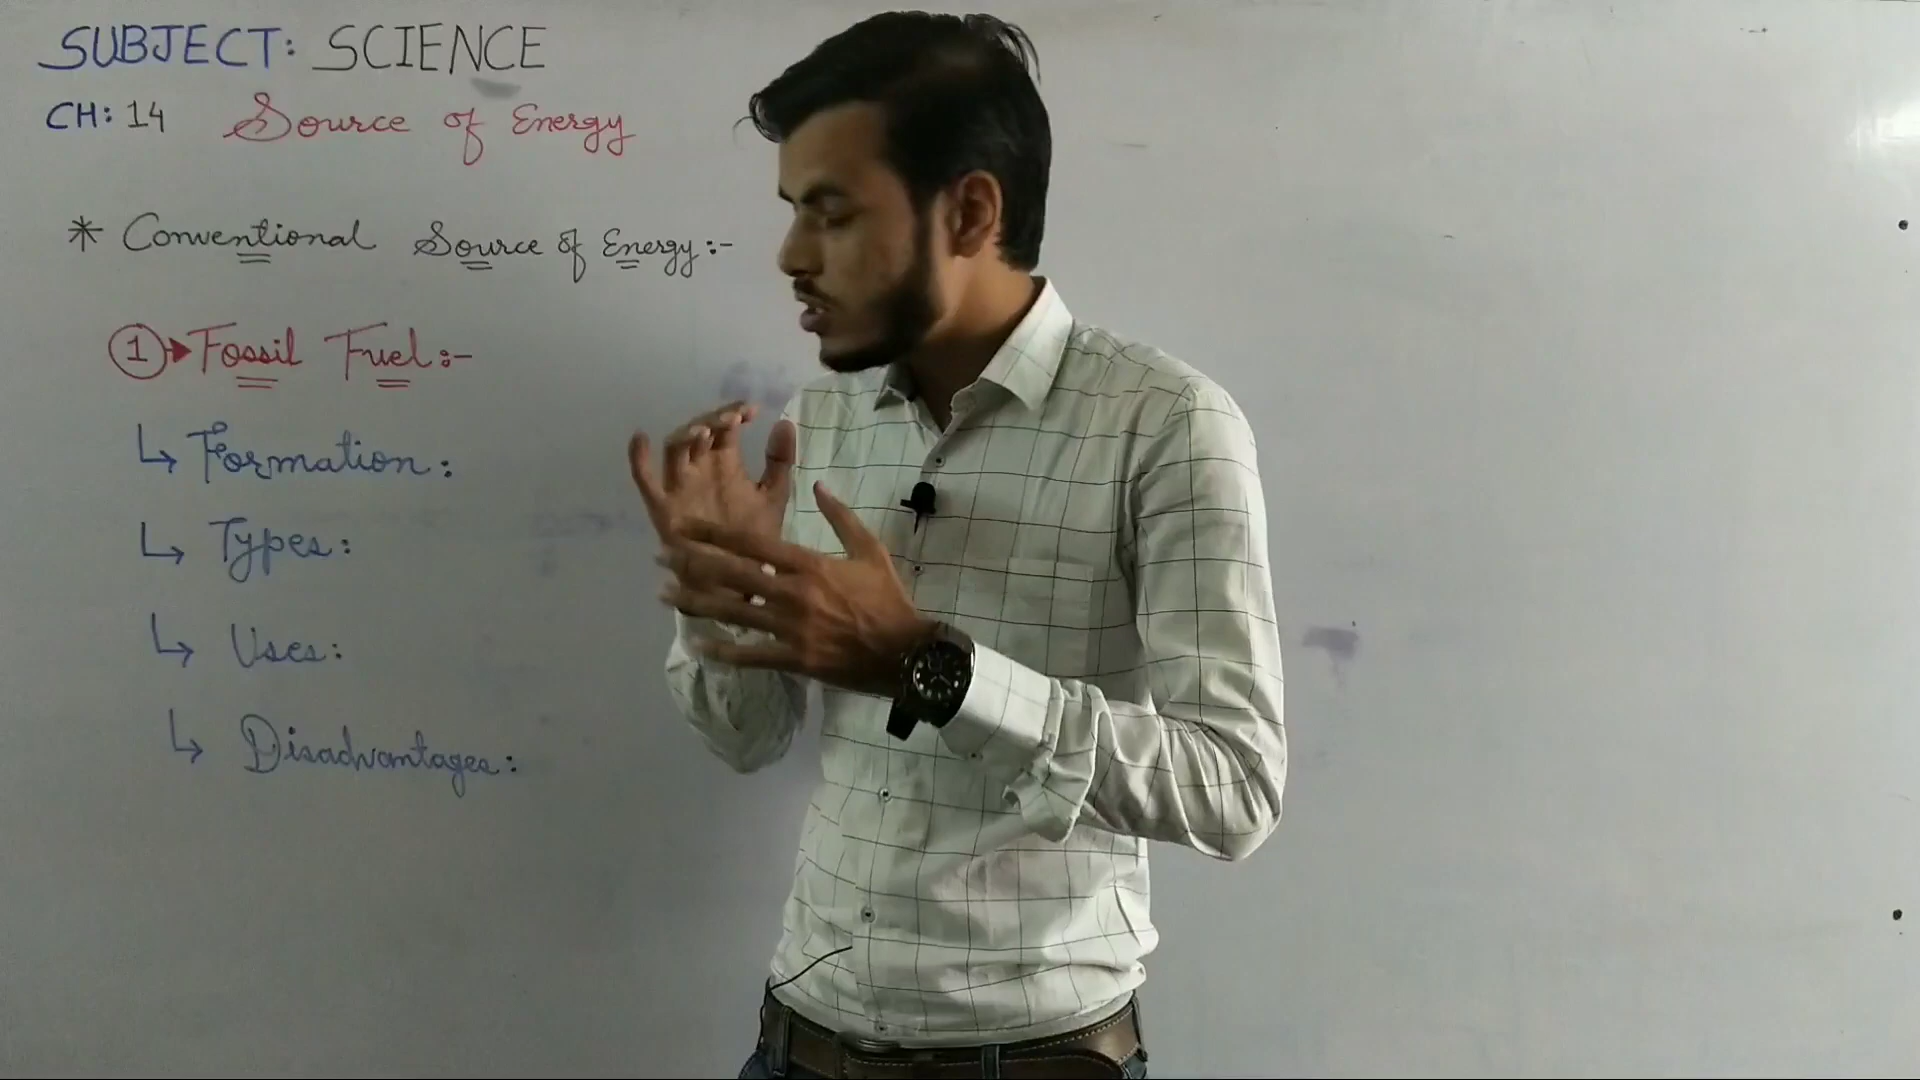 SUBJECT: SCIENCE
CH: 14 Source of Energy
* Conventional Source of Energy:-
1 → Fossil Fuel:-
↳ Formation:
↳ Types:
↳ Uses:
↳ Disadvantages: